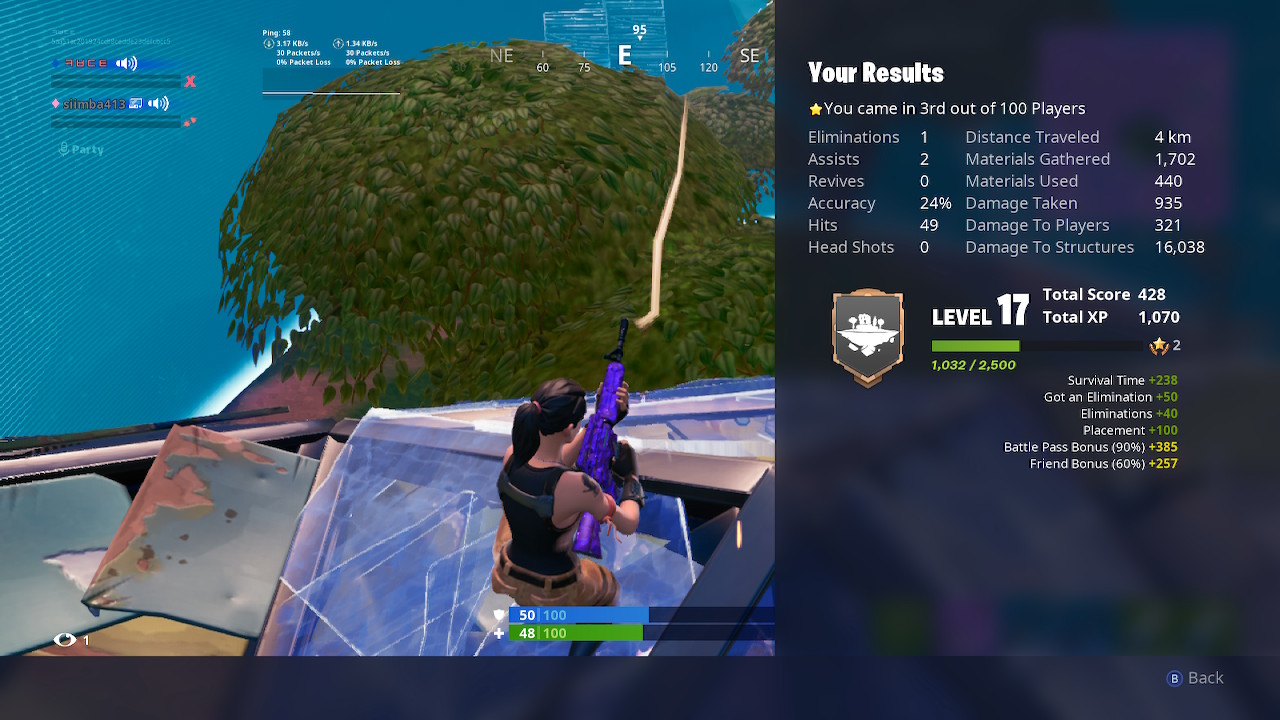 Ping: 58
3.17 KB/s 1.34 KB/s
30 Packets/s 30 Packets/s
0% Packet Loss 0% Packet Loss
95
NE E SE
60 75 105 120
siimba413
Party
50 | 100
48 | 100
1
Your Results
You came in 3rd out of 100 Players
Eliminations 1 Distance Traveled 4 km
Assists 2 Materials Gathered 1,702
Revives 0 Materials Used 440
Accuracy 24% Damage Taken 935
Hits 49 Damage To Players 321
Head Shots 0 Damage To Structures 16,038
LEVEL 17
Total Score 428
Total XP 1,070
2
1,032 / 2,500
Survival Time +238
Got an Elimination +50
Eliminations +40
Placement +100
Battle Pass Bonus (90%) +385
Friend Bonus (60%) +257
B Back